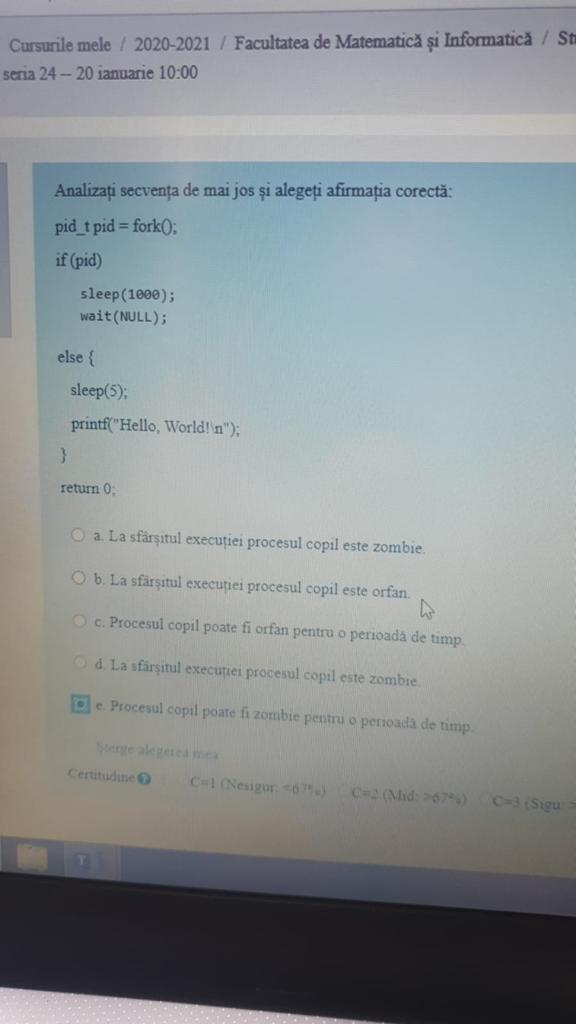 Cursurile mele / 2020-2021 / Facultatea de Matematică și Informatică /
seria 24 -- 20 ianuarie 10:00
Analizați secvența de mai jos și alegeți afirmația corectă:
pid_t pid = fork();
if (pid)
sleep(1000);
wait(NULL);
else {
sleep(5);
printf("Hello, World!\n");
}
return 0;
a. La sfârșitul execuției procesul copil este zombie.
b. La sfârșitul execuției procesul copil este orfan.
c. Procesul copil poate fi orfan pentru o perioadă de timp.
d. La sfârșitul execuției procesul copil este zombie.
e. Procesul copil poate fi zombie pentru o perioadă de timp.
Șterge alegerea mea
Certitudine ? C=1 (Nesigur: <67%) C=2 (Mid: >67%) C=3 (Sigur: >
T